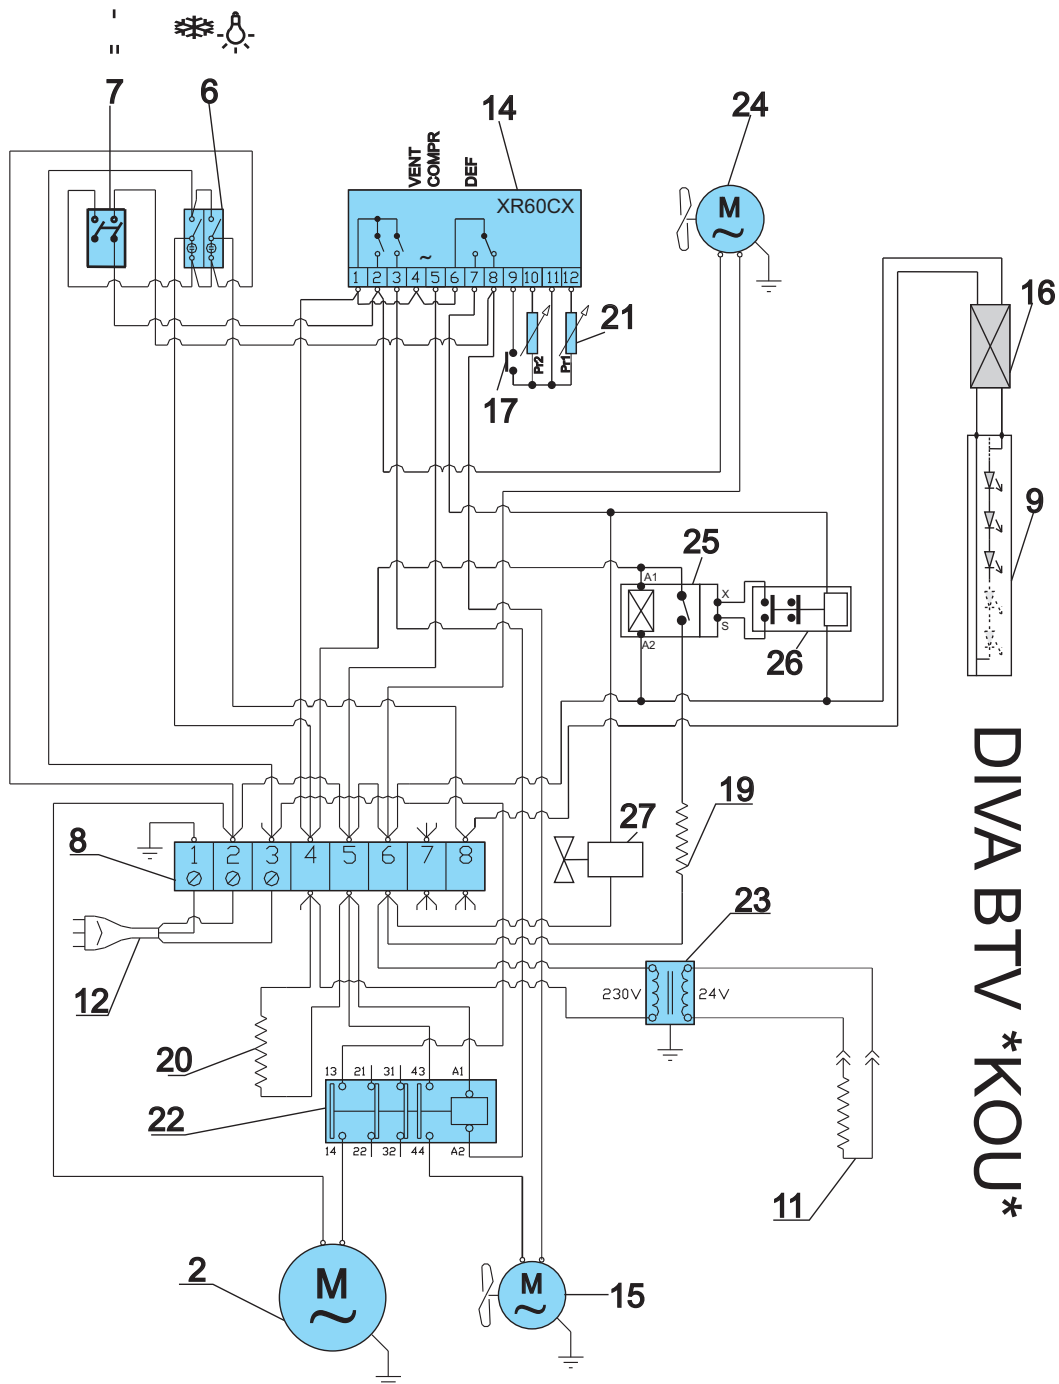 7
6
14
24
VENT
COMPR
DEF
XR60CX
M
~
~
1 2 3 4 5 6 7 8 9 10 11 12
16
21
Pr2
Pr1
17
9
25
A1
X
S
A2
26
DIVA BTV *KOU*
19
27
8
1 2 3 4 5 6 7 8
23
230V
24V
12
20
13 21 31 43 A1
22
14 22 32 44 A2
11
2
M
~
M
~
15